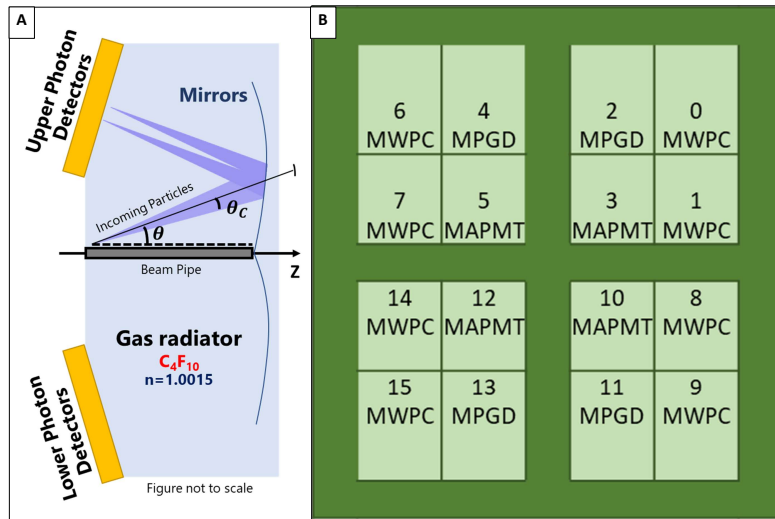 A
Upper Photon
Detectors
Mirrors
Incoming Particles
θ
θC
Z
Beam Pipe
Gas radiator
C₄F₁₀
n=1.0015
Lower Photon
Detectors
Figure not to scale
B
6 4 2 0
MWPC MPGD MPGD MWPC
7 5 3 1
MWPC MAPMT MAPMT MWPC
14 12 10 8
MWPC MAPMT MAPMT MWPC
15 13 11 9
MWPC MPGD MPGD MWPC